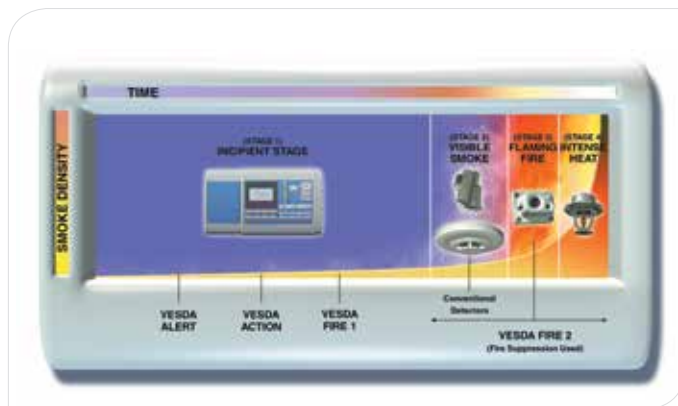 TIME
SMOKE DENSITY
(STAGE 1)
INCIPIENT STAGE
(STAGE 2)
VISIBLE
SMOKE
(STAGE 3)
FLAMING
FIRE
(STAGE 4)
INTENSE
HEAT
VESDA
ALERT
VESDA
ACTION
VESDA
FIRE 1
Conventional
Detectors
VESDA FIRE 2
(Fire Suppression Used)